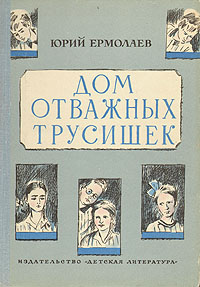 ЮРИЙ ЕРМОЛАЕВ
ДОМ
ОТВАЖНЫХ
ТРУСИШЕК
ИЗДАТЕЛЬСТВО «ДЕТСКАЯ ЛИТЕРАТУРА»